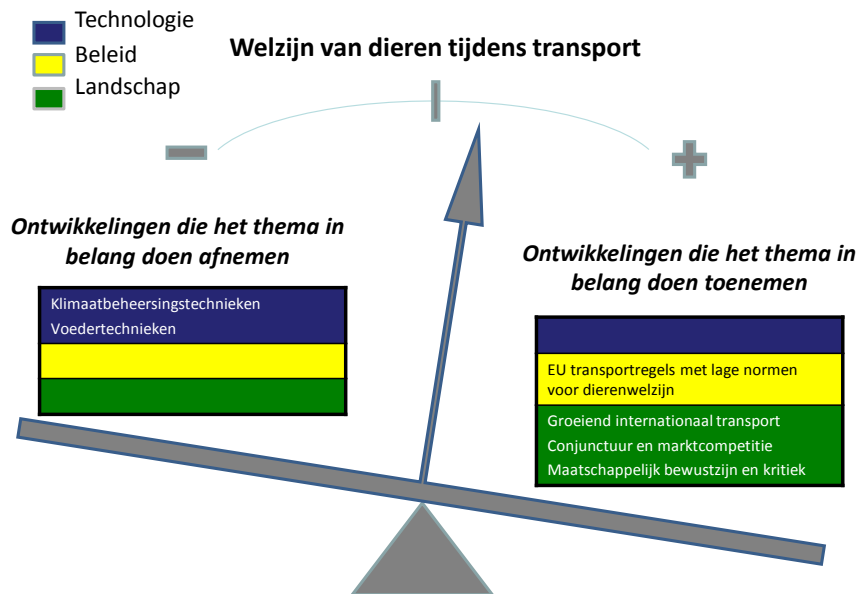 Technologie
Beleid
Landschap
Welzijn van dieren tijdens transport
Ontwikkelingen die het thema in
belang doen afnemen
Klimaatbeheersingstechnieken
Voedertechnieken
Ontwikkelingen die het thema in
belang doen toenemen
EU transportregels met lage normen
voor dierenwelzijn
Groeiend internationaal transport
Conjunctuur en marktcompetitie
Maatschappelijk bewustzijn en kritiek